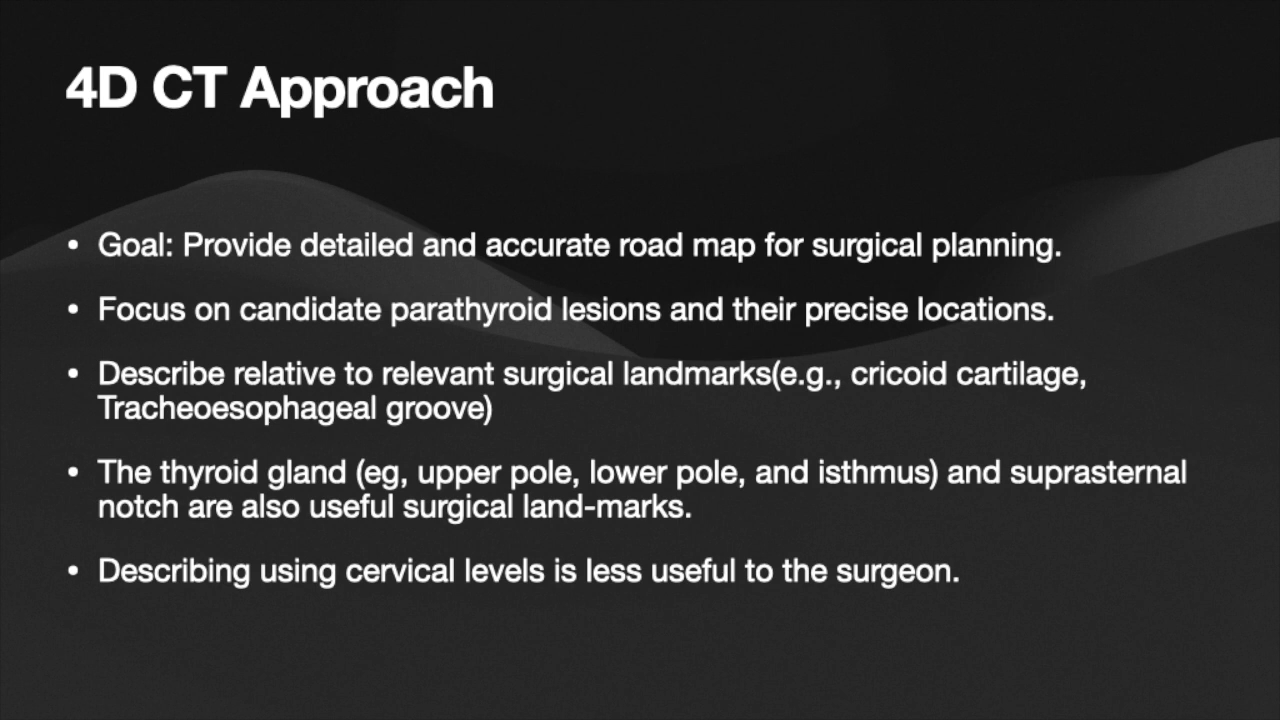 4D CT Approach
• Goal: Provide detailed and accurate road map for surgical planning.
• Focus on candidate parathyroid lesions and their precise locations.
• Describe relative to relevant surgical landmarks(e.g., cricoid cartilage,
Tracheoesophageal groove)
• The thyroid gland (eg, upper pole, lower pole, and isthmus) and suprasternal
notch are also useful surgical land-marks.
• Describing using cervical levels is less useful to the surgeon.